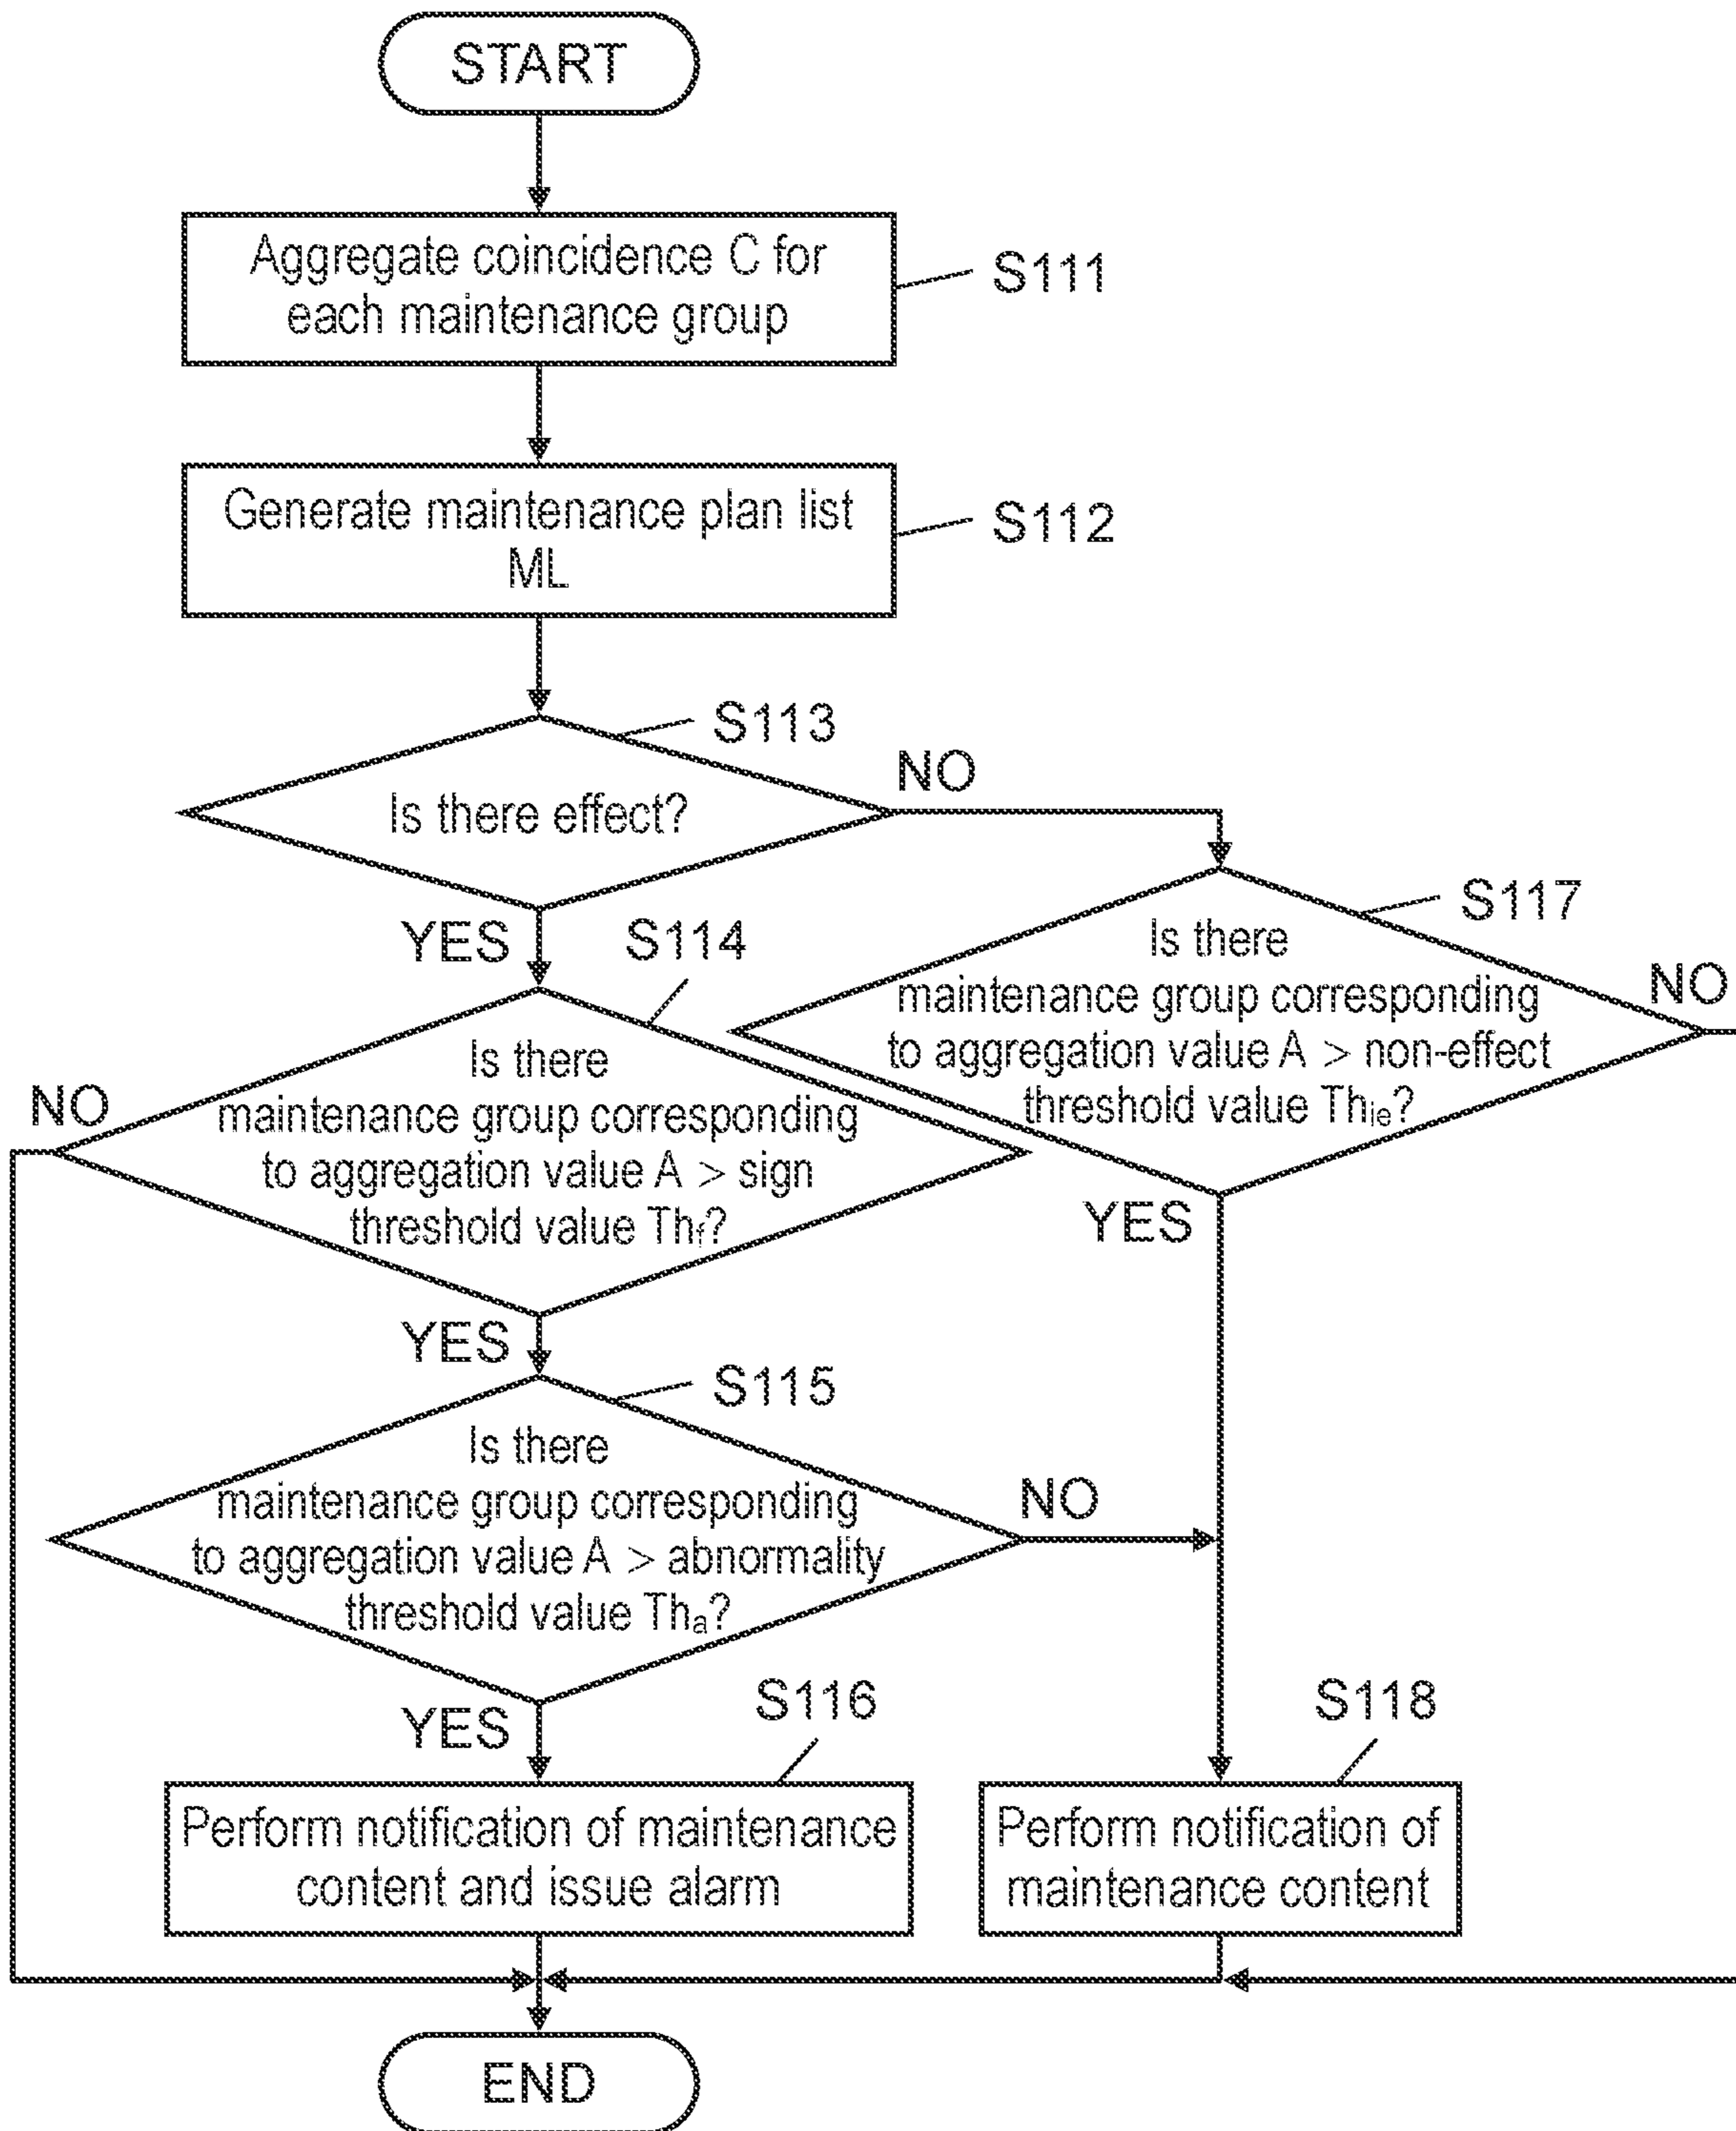 START
Aggregate coincidence C for
each maintenance group
S111
Generate maintenance plan list
ML
S112
S113
Is there effect?
NO
YES
S114
S117
Is there
maintenance group corresponding
to aggregation value A > non-effect
threshold value Thie?
NO
YES
Is there
maintenance group corresponding
to aggregation value A > sign
threshold value Thf?
NO
YES
S115
Is there
maintenance group corresponding
to aggregation value A > abnormality
threshold value Tha?
NO
YES
S116
Perform notification of maintenance
content and issue alarm
S118
Perform notification of
maintenance content
END